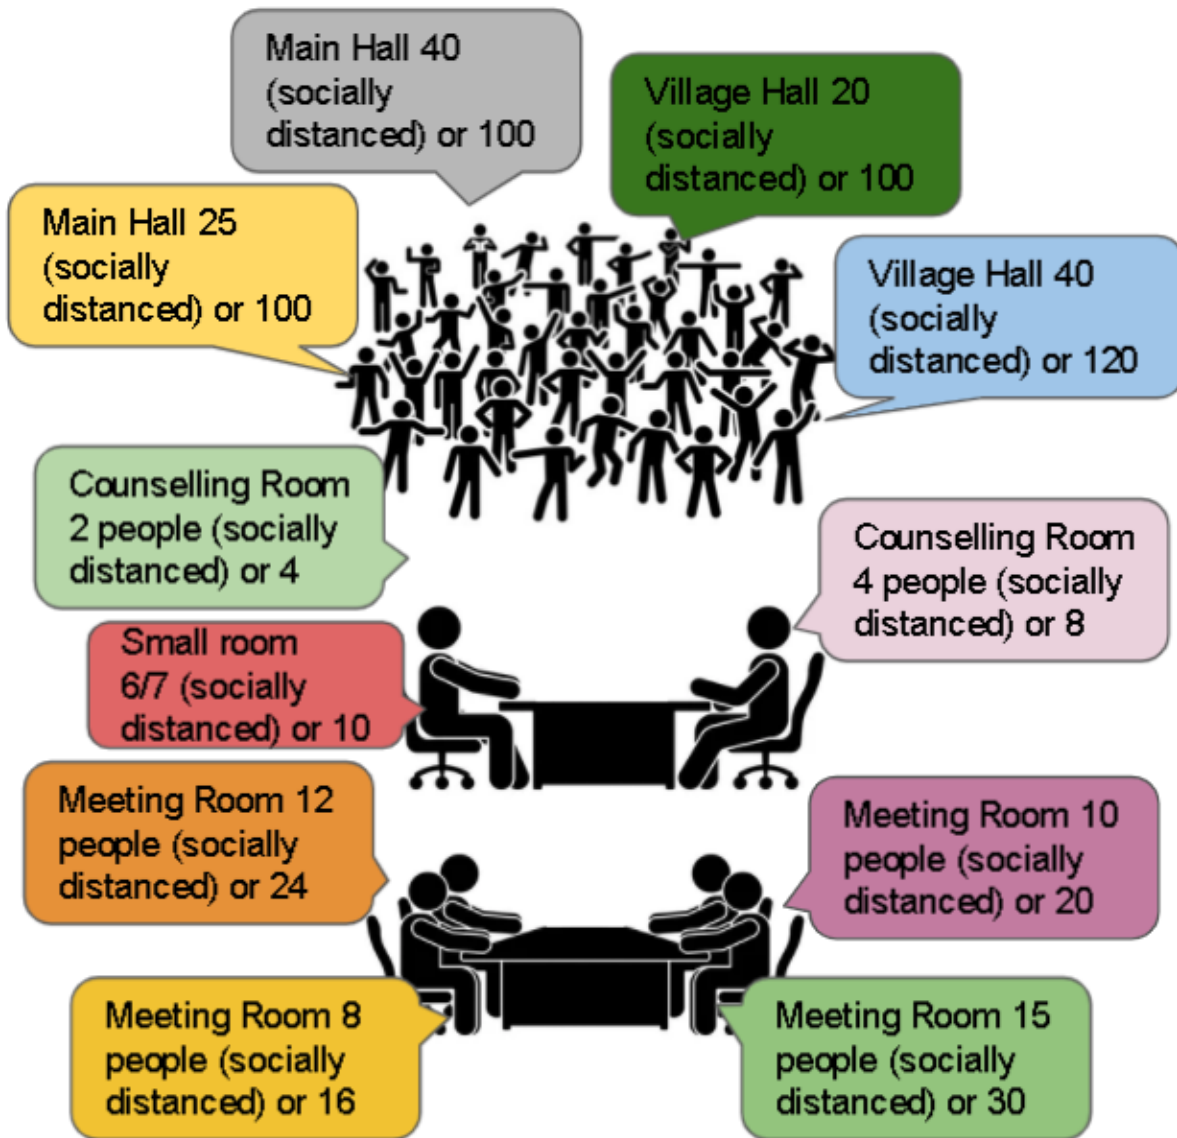 Main Hall 40
(socially
distanced) or 100
Village Hall 20
(socially
distanced) or 100
Main Hall 25
(socially
distanced) or 100
Village Hall 40
(socially
distanced) or 120
Counselling Room
2 people (socially
distanced) or 4
Counselling Room
4 people (socially
distanced) or 8
Small room
6/7 (socially
distanced) or 10
Meeting Room 12
people (socially
distanced) or 24
Meeting Room 10
people (socially
distanced) or 20
Meeting Room 8
people (socially
distanced) or 16
Meeting Room 15
people (socially
distanced) or 30